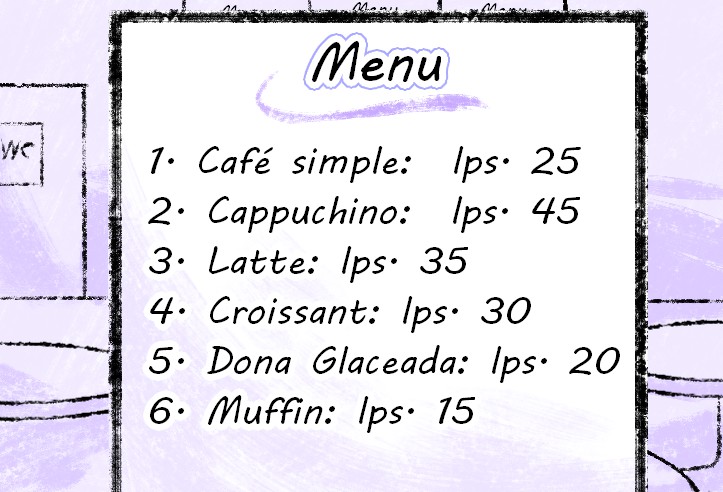 Menu
1. Café simple: lps. 25
2. Cappuchino: lps. 45
3. Latte: lps. 35
4. Croissant: lps. 30
5. Dona Glaceada: lps. 20
6. Muffin: lps. 15